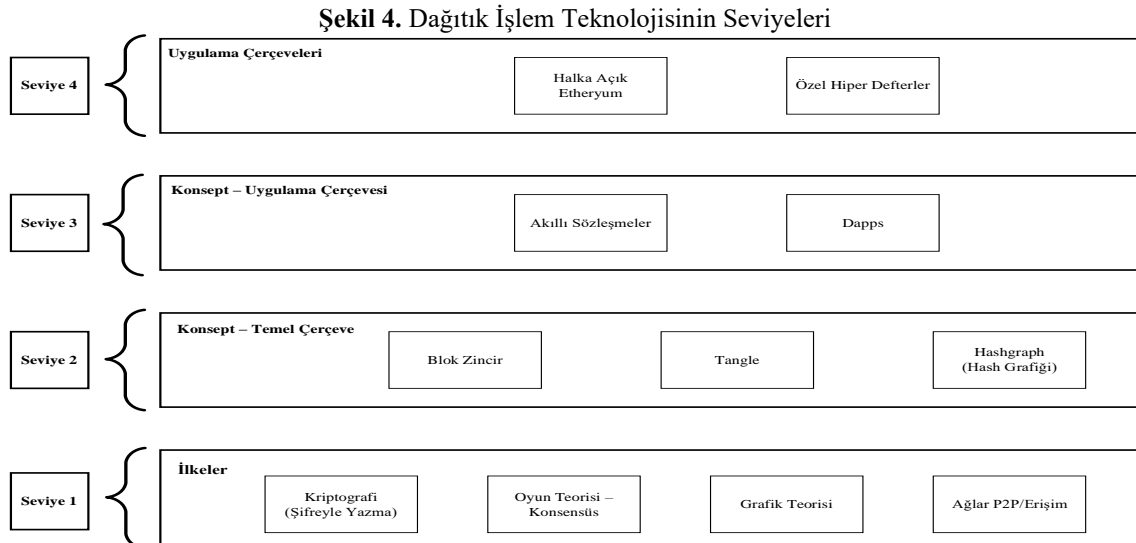 Şekil 4. Dağıtık İşlem Teknolojisinin Seviyeleri
Seviye 4
Uygulama Çerçeveleri
Halka Açık
Etheryum
Özel Hiper Defterler
Seviye 3
Konsept – Uygulama Çerçevesi
Akıllı Sözleşmeler
Dapps
Seviye 2
Konsept – Temel Çerçeve
Blok Zincir
Tangle
Hashgraph
(Hash Grafiği)
Seviye 1
İlkeler
Kriptografi
(Şifreyle Yazma)
Oyun Teorisi –
Konsensüs
Grafik Teorisi
Ağlar P2P/Erişim